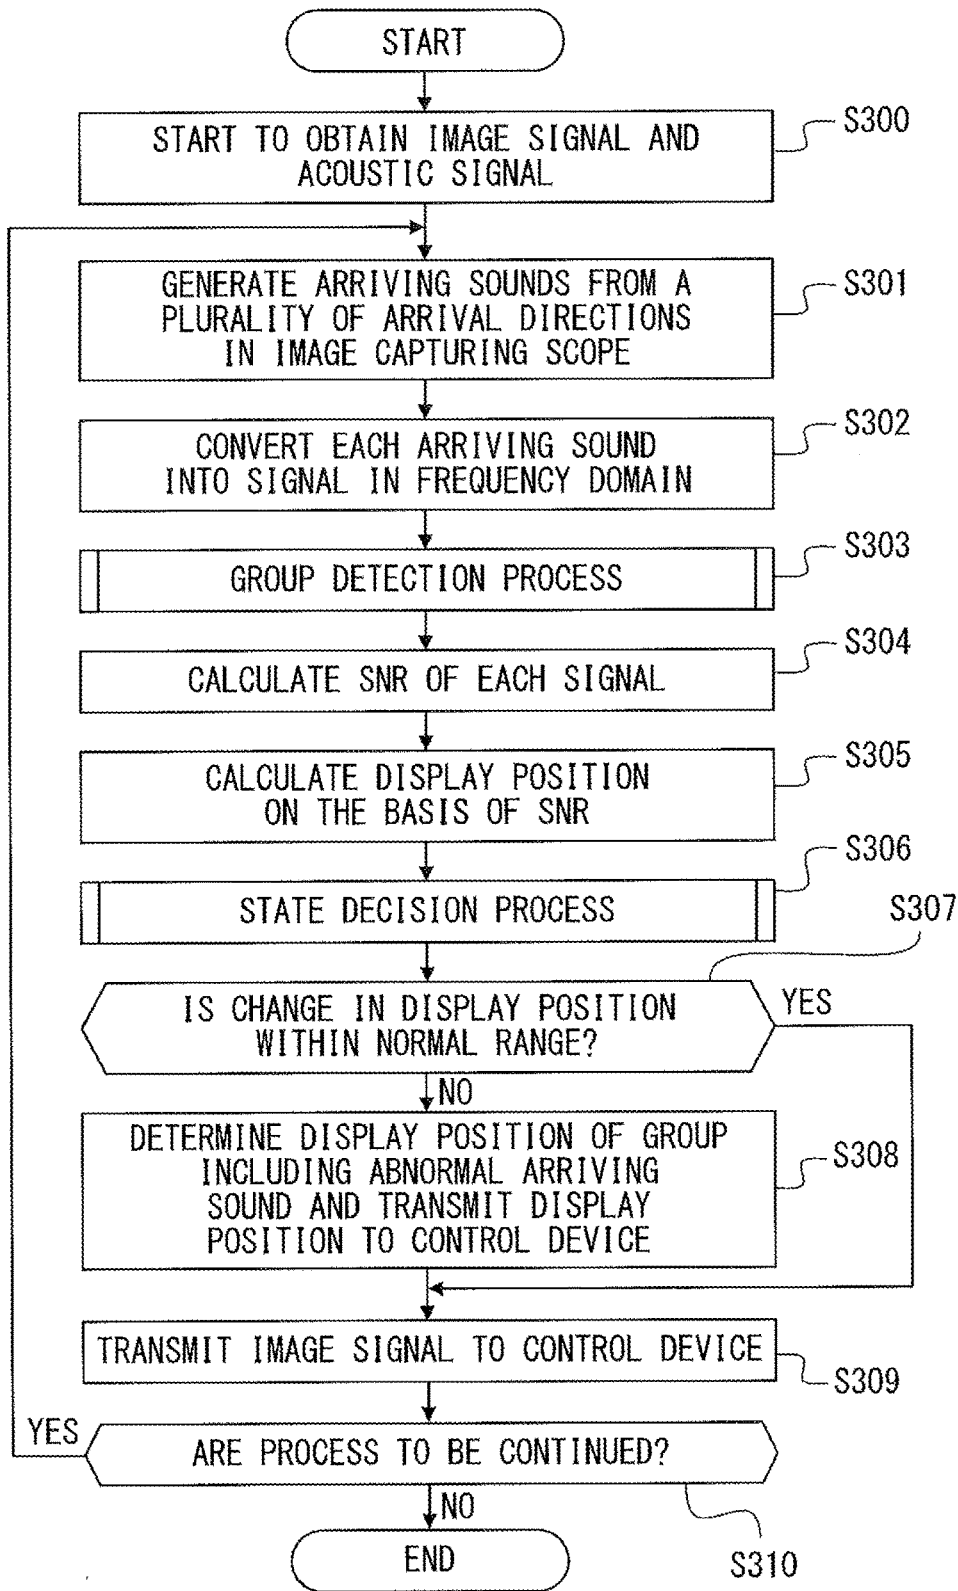 START
START TO OBTAIN IMAGE SIGNAL AND
ACOUSTIC SIGNAL
S300
GENERATE ARRIVING SOUNDS FROM A
PLURALITY OF ARRIVAL DIRECTIONS
IN IMAGE CAPTURING SCOPE
S301
CONVERT EACH ARRIVING SOUND
INTO SIGNAL IN FREQUENCY DOMAIN
S302
GROUP DETECTION PROCESS
S303
CALCULATE SNR OF EACH SIGNAL
S304
CALCULATE DISPLAY POSITION
ON THE BASIS OF SNR
S305
STATE DECISION PROCESS
S306
S307
IS CHANGE IN DISPLAY POSITION
WITHIN NORMAL RANGE?
YES
NO
DETERMINE DISPLAY POSITION OF GROUP
INCLUDING ABNORMAL ARRIVING
SOUND AND TRANSMIT DISPLAY
POSITION TO CONTROL DEVICE
S308
TRANSMIT IMAGE SIGNAL TO CONTROL DEVICE
S309
YES
ARE PROCESS TO BE CONTINUED?
NO
S310
END